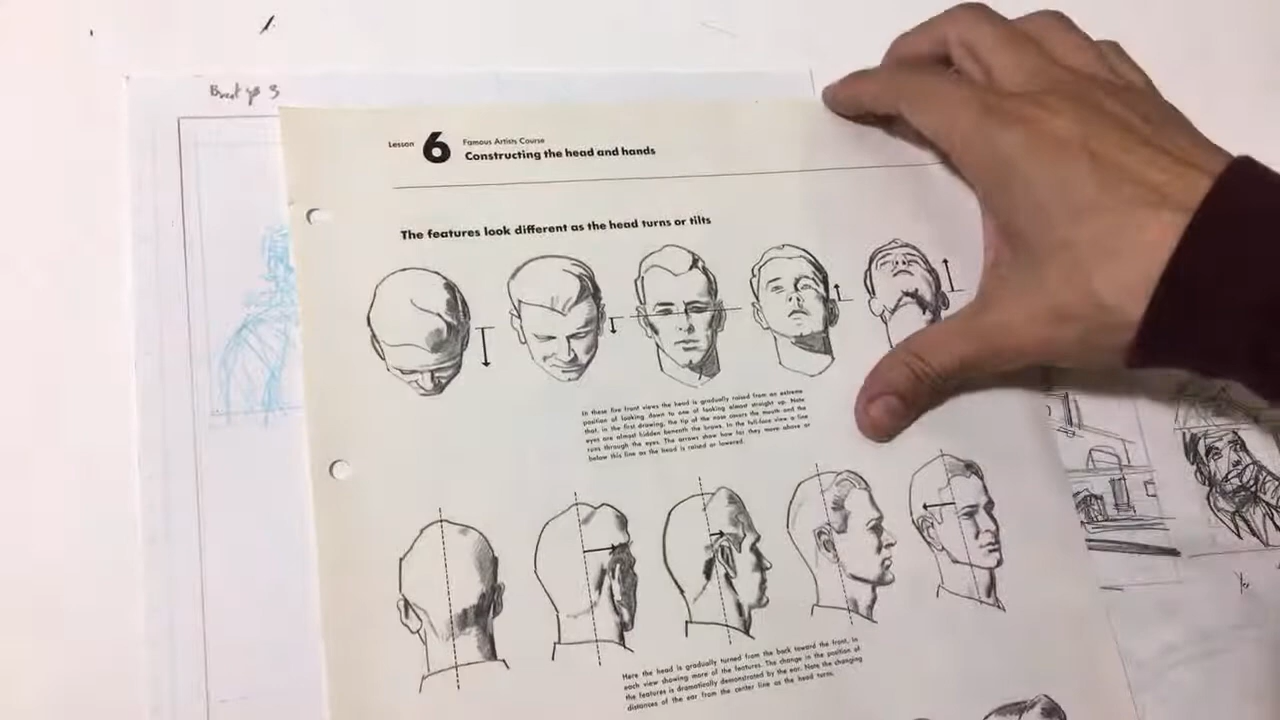 Lesson 6
Famous Artists Course
Constructing the head and hands
The features look different as the head turns or tilts
In these five front views the head is gradually raised from an extreme
position of looking down to one of looking almost straight up. Note
that, in the first drawing, the tip of the nose covers the mouth and the
eyes are almost hidden beneath the brows. In the full-face view a line
runs through the eyes. The arrows show how far they move above or
below this line as the head is raised or lowered.
Here the head is gradually turned from the back toward the front, in
each view showing more of the features. The change in the position of
the features is dramatically demonstrated by the ear. Note the changing
distances of the ear from the center line as the head turns.